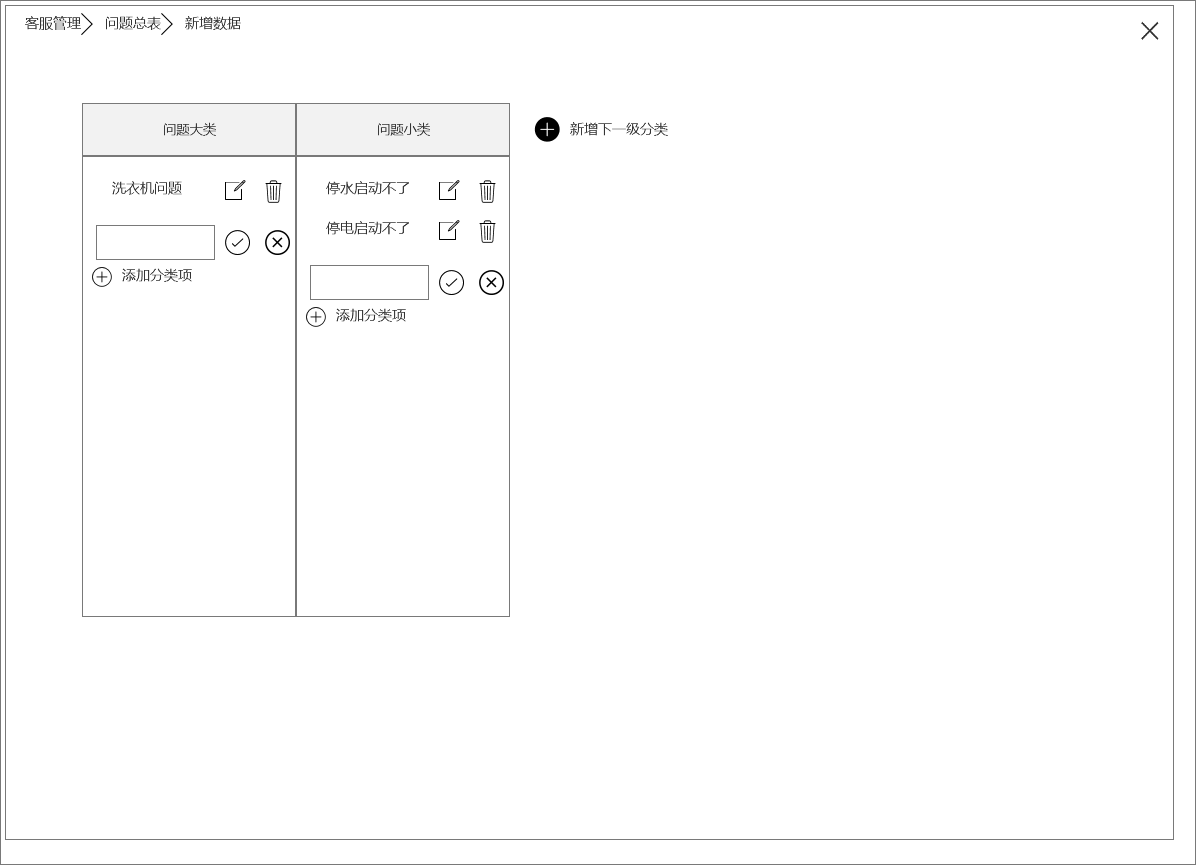 客服管理 问题总表 新增数据
问题大类 问题小类 新增下一级分类
洗衣机问题 停水启动不了
停电启动不了
添加分类项
添加分类项